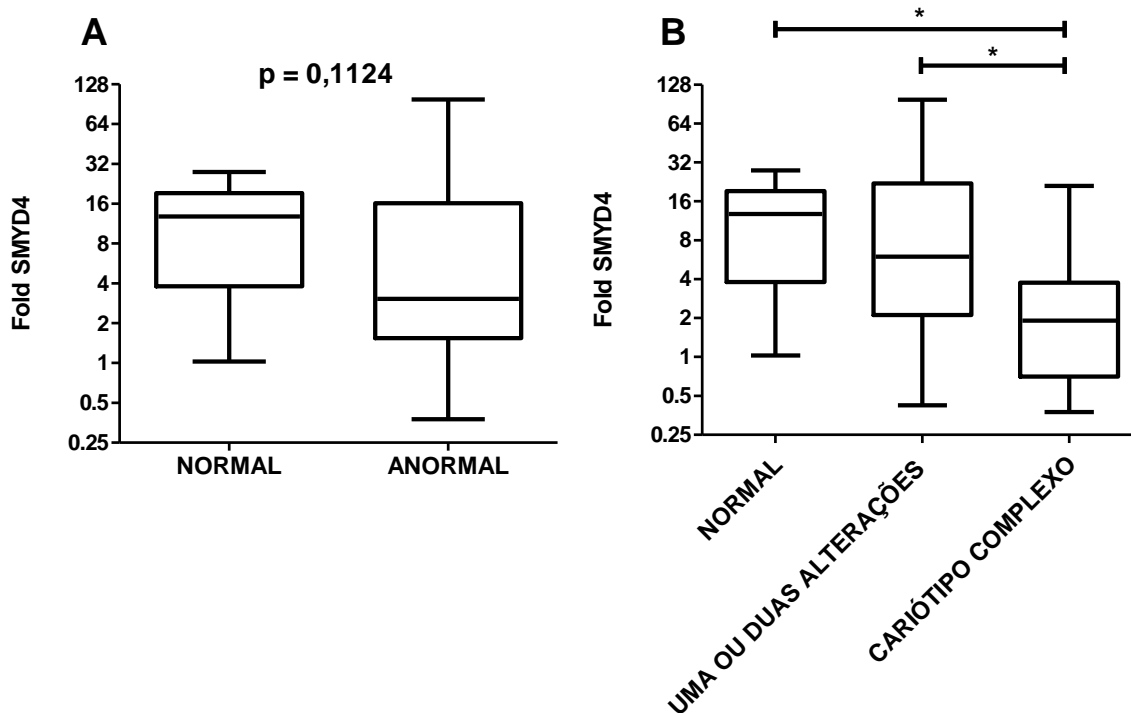 A
p = 0,1124
128
64
32
16
8
4
2
1
0.5
0.25
Fold SMYD4
NORMAL
ANORMAL
B
*
*
128
64
32
16
8
4
2
1
0.5
0.25
Fold SMYD4
NORMAL
UMA OU DUAS ALTERAÇÕES
CARIÓTIPO COMPLEXO